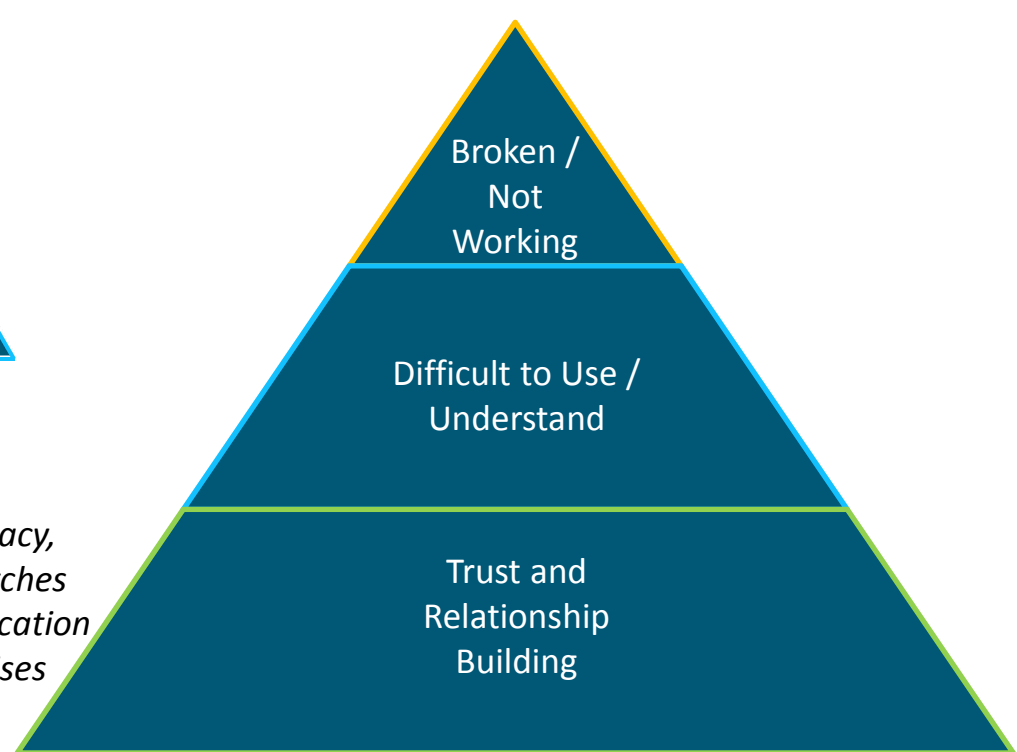 Broken /
Not
Working
Difficult to Use /
Understand
Trust and
Relationship
Building